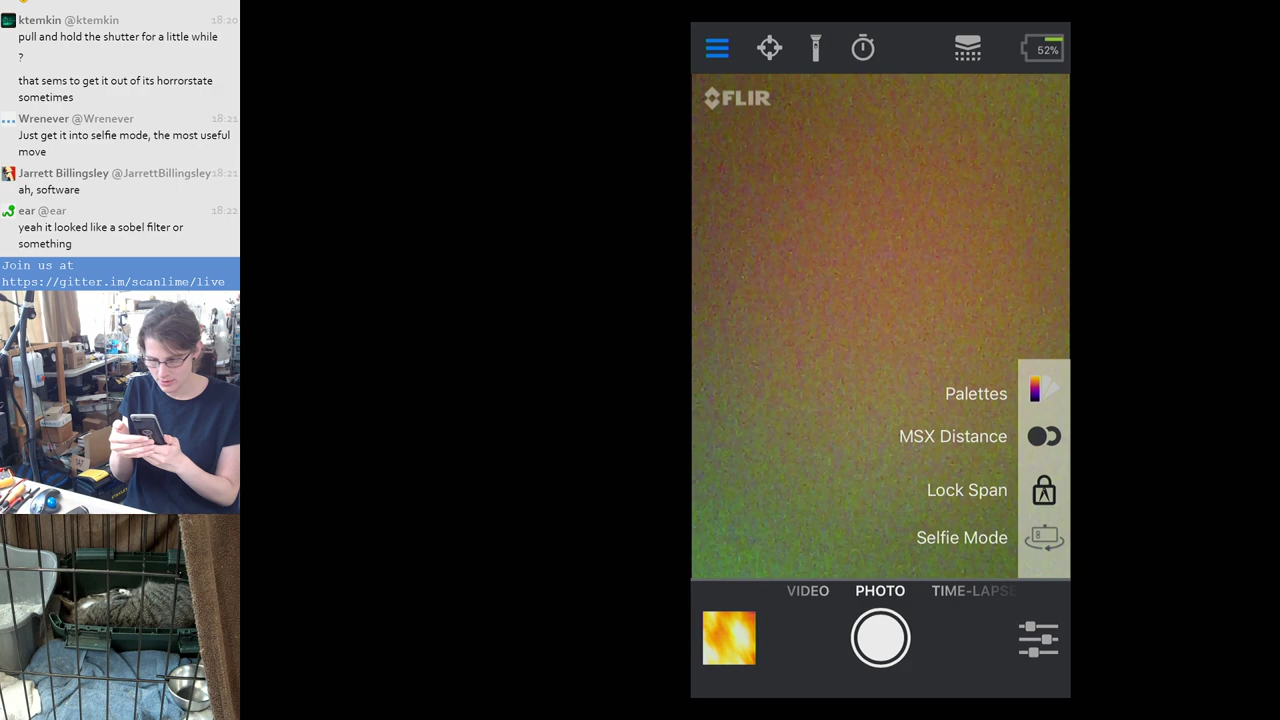 ktemkin @ktemkin 18:20
pull and hold the shutter for a little while
?
that sems to get it out of its horrorstate
sometimes
Wrenever @Wrenever 18:21
Just get it into selfie mode, the most useful
move
Jarrett Billingsley @JarrettBillingsley 18:21
ah, software
ear @ear 18:22
yeah it looked like a sobel filter or
something
Join us at
https://gitter.im/scanlime/live
52%
FLIR
Palettes
MSX Distance
Lock Span
Selfie Mode
VIDEO PHOTO TIME-LAPSE